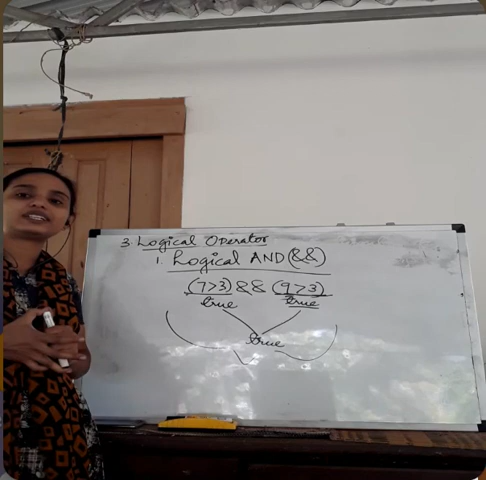 3. Logical Operator
1. Logical AND (&&)
(7>3) && (9>3)
true true
true